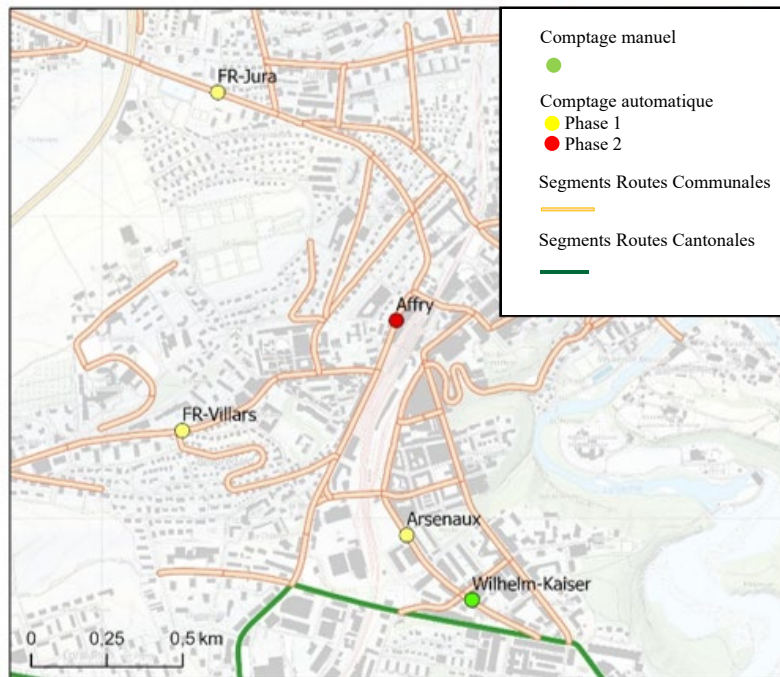 Comptage manuel
Comptage automatique
Phase 1
Phase 2
Segments Routes Communales
Segments Routes Cantonales
FR-Jura
Affry
FR-Villars
Arsenaux
Wilhelm-Kaiser
0 0,25 0,5 km